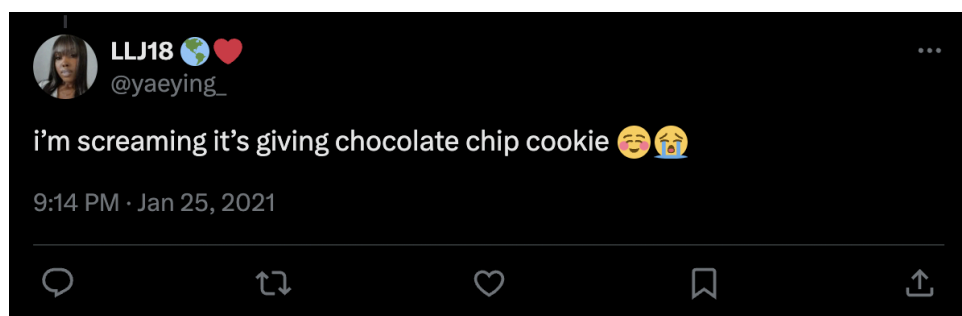 LLJ18 🌎❤️
@yaeying_
i’m screaming it’s giving chocolate chip cookie ☺️😭
9:14 PM · Jan 25, 2021